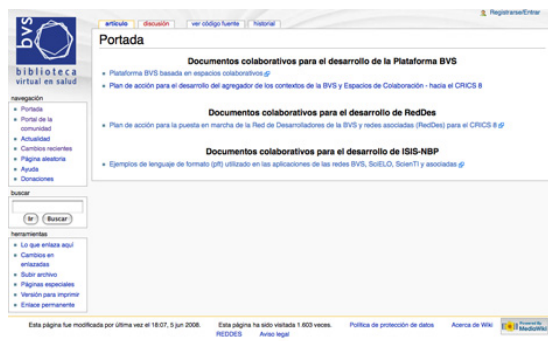 Registrarse/Entrar
bvs
biblioteca
virtual en salud
artículo
discusión
ver código fuente
historial
Portada
Documentos colaborativos para el desarrollo de la Plataforma BVS
Plataforma BVS basada en espacios colaborativos
Plan de acción para el desarrollo del agregador de los contextos de la BVS y Espacios de Colaboración - hacia el CRICS 8
Documentos colaborativos para el desarrollo de RedDes
Plan de acción para la puesta en marcha de la Red de Desarrolladores de la BVS y redes asociadas (RedDes) para el CRICS 8
Documentos colaborativos para el desarrollo de ISIS-NBP
Ejemplos de lenguaje de formato (pft) utilizado en las aplicaciones de las redes BVS, SciELO, ScienTI y asociadas
navegación
Portada
Portal de la
comunidad
Actualidad
Cambios recientes
Página aleatoria
Ayuda
Donaciones
buscar
Ir
Buscar
herramientas
Lo que enlaza aquí
Cambios en
enlazadas
Subir archivo
Páginas especiales
Versión para imprimir
Enlace permanente
Esta página fue modificada por última vez el 18:07, 5 jun 2008. Esta página ha sido visitada 1.603 veces. Política de protección de datos Acerca de Wiki
REDDES Aviso legal
Powered By
MediaWiki